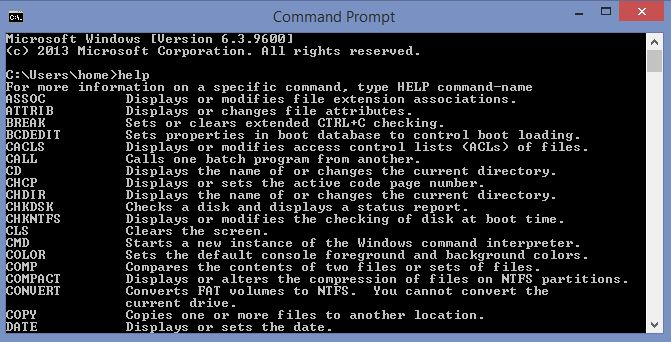 Command Prompt
Microsoft Windows [Version 6.3.9600]
(c) 2013 Microsoft Corporation. All rights reserved.
C:\Users\home>help
For more information on a specific command, type HELP command-name
ASSOC          Displays or modifies file extension associations.
ATTRIB         Displays or changes file attributes.
BREAK          Sets or clears extended CTRL+C checking.
BCDEDIT        Sets properties in boot database to control boot loading.
CACLS          Displays or modifies access control lists (ACLs) of files.
CALL           Calls one batch program from another.
CD             Displays the name of or changes the current directory.
CHCP           Displays or sets the active code page number.
CHDIR          Displays the name of or changes the current directory.
CHKDSK         Checks a disk and displays a status report.
CHKNTFS        Displays or modifies the checking of disk at boot time.
CLS            Clears the screen.
CMD            Starts a new instance of the Windows command interpreter.
COLOR          Sets the default console foreground and background colors.
COMP           Compares the contents of two files or sets of files.
COMPACT        Displays or alters the compression of files on NTFS partitions.
CONVERT        Converts FAT volumes to NTFS.  You cannot convert the
               current drive.
COPY           Copies one or more files to another location.
DATE           Displays or sets the date.